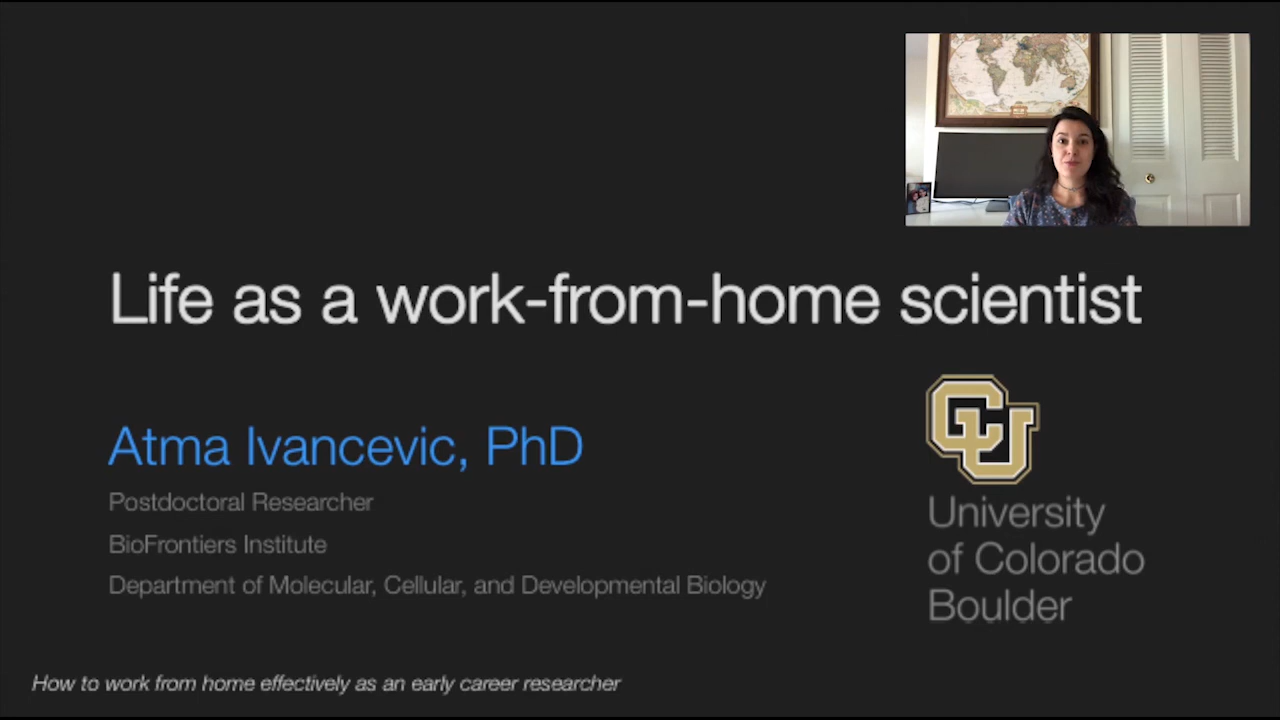 Life as a work-from-home scientist
Atma Ivancevic, PhD
Postdoctoral Researcher
BioFrontiers Institute
Department of Molecular, Cellular, and Developmental Biology
CU
University
of Colorado
Boulder
How to work from home effectively as an early career researcher